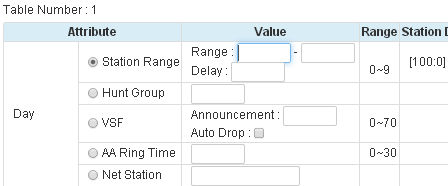 Table Number : 1
Attribute Value Range Station D
Day
Station Range Range : -
Delay : 0~9 [100:0]
Hunt Group
VSF Announcement : 0~70
Auto Drop :
AA Ring Time 0~30
Net Station